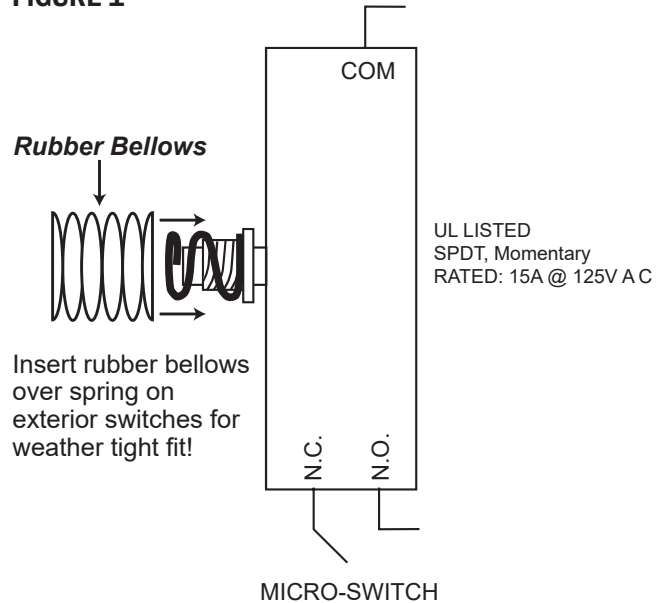 FIGURE 1
COM
Rubber Bellows
UL LISTED
SPDT, Momentary
RATED: 15A @ 125V A C
Insert rubber bellows
over spring on
exterior switches for
weather tight fit!
N.C.
N.O.
MICRO-SWITCH